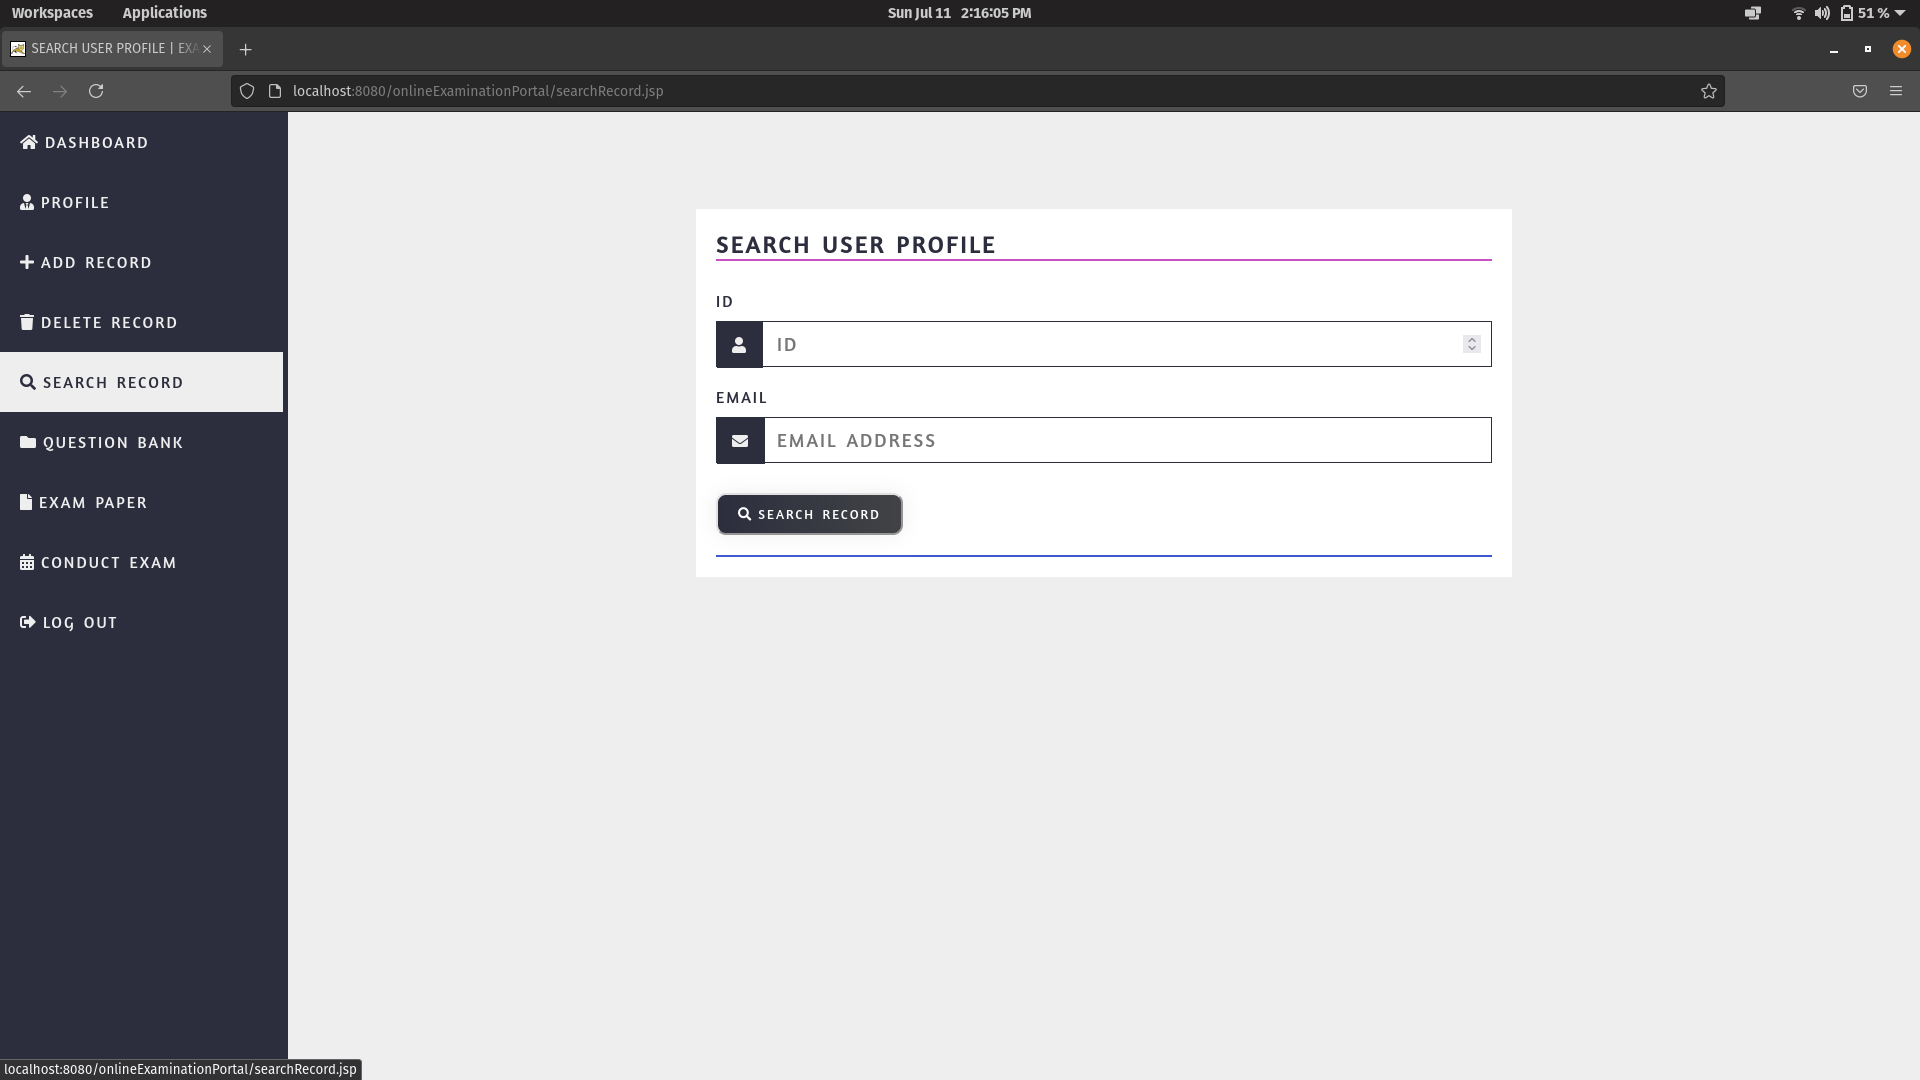 Workspaces Applications Sun Jul 11 2:16:05 PM 51 %
SEARCH USER PROFILE | EXA
localhost:8080/onlineExaminationPortal/searchRecord.jsp
DASHBOARD
PROFILE
ADD RECORD
DELETE RECORD
SEARCH RECORD
QUESTION BANK
EXAM PAPER
CONDUCT EXAM
LOG OUT
SEARCH USER PROFILE
ID
ID
EMAIL
EMAIL ADDRESS
SEARCH RECORD
localhost:8080/onlineExaminationPortal/searchRecord.jsp